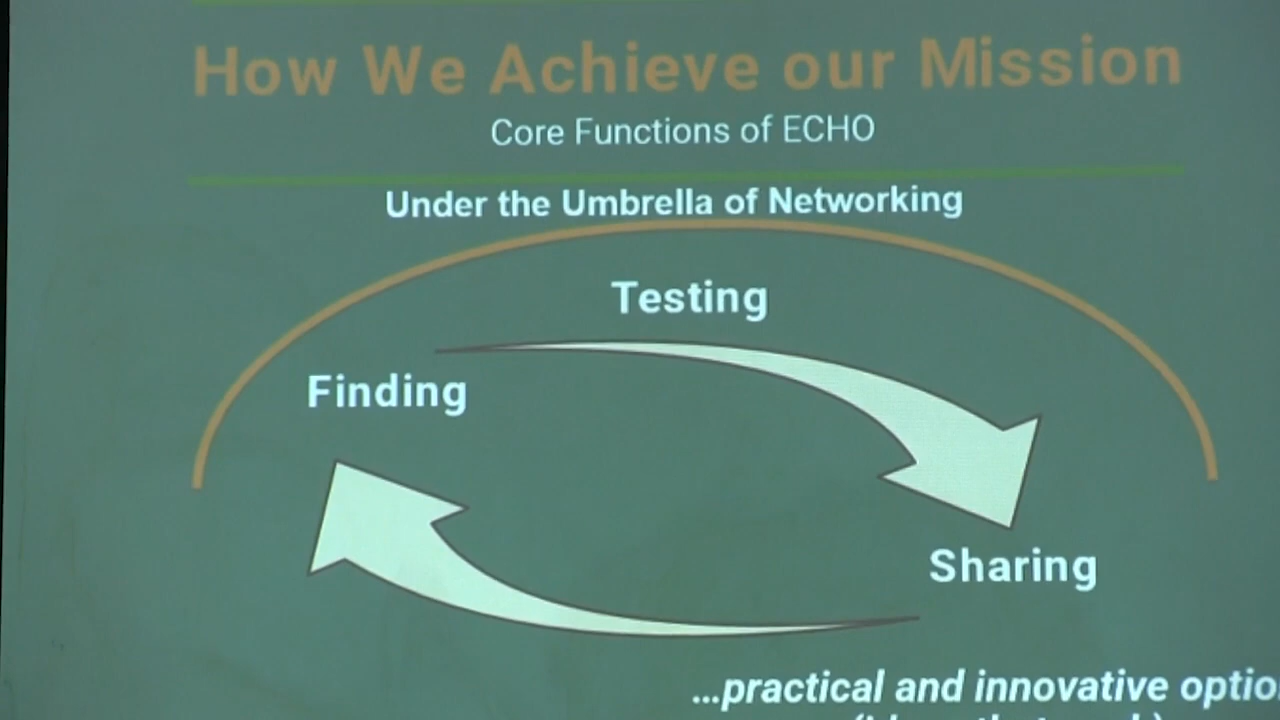 How We Achieve our Mission
Core Functions of ECHO
Under the Umbrella of Networking
Testing
Finding
Sharing
...practical and innovative optio